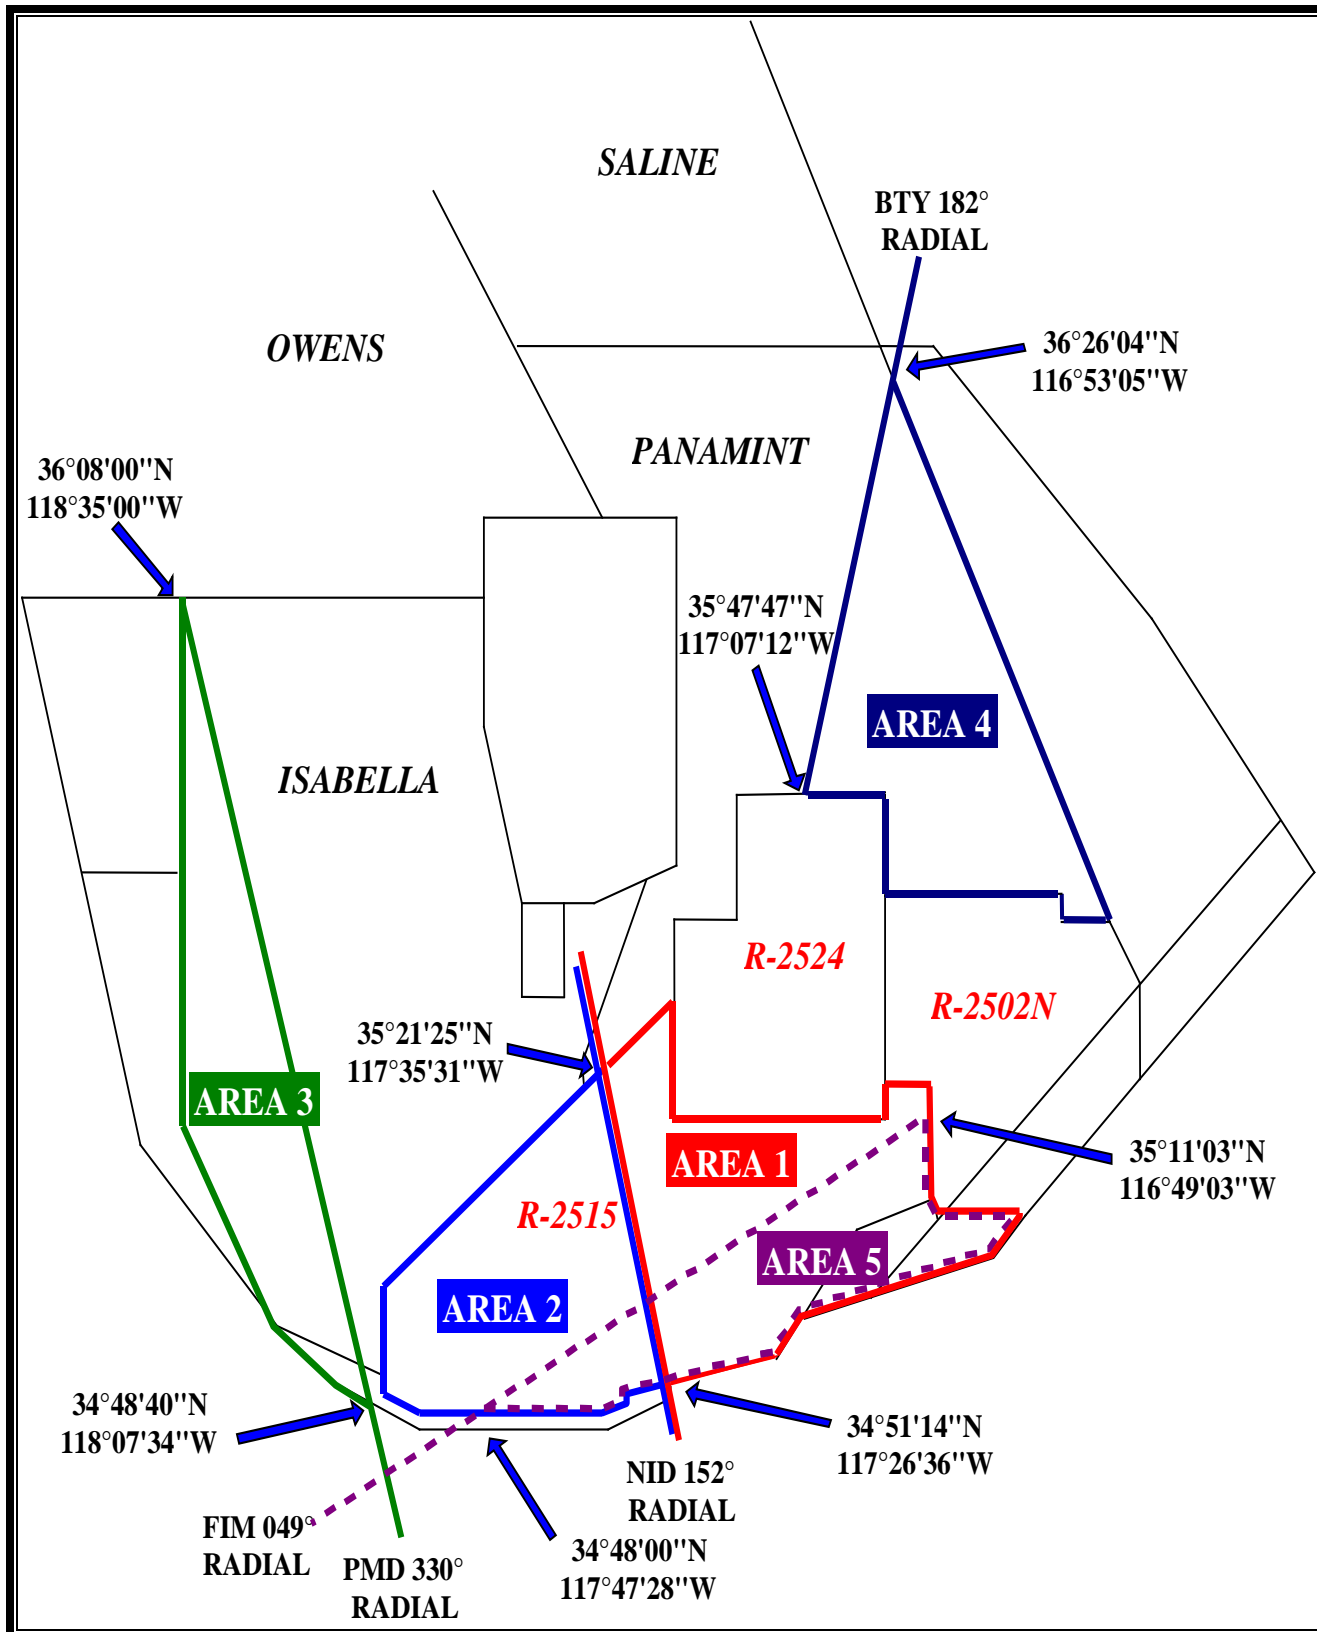 SALINE
BTY 182°
RADIAL
OWENS
36°26'04"N
116°53'05"W
PANAMINT
36°08'00"N
118°35'00"W
35°47'47"N
117°07'12"W
AREA 4
ISABELLA
R-2524
R-2502N
35°21'25"N
117°35'31"W
AREA 3
AREA 1
35°11'03"N
116°49'03"W
R-2515
AREA 5
AREA 2
34°48'40"N
118°07'34"W
34°51'14"N
117°26'36"W
NID 152°
RADIAL
FIM 049°
RADIAL
34°48'00"N
117°47'28"W
PMD 330°
RADIAL